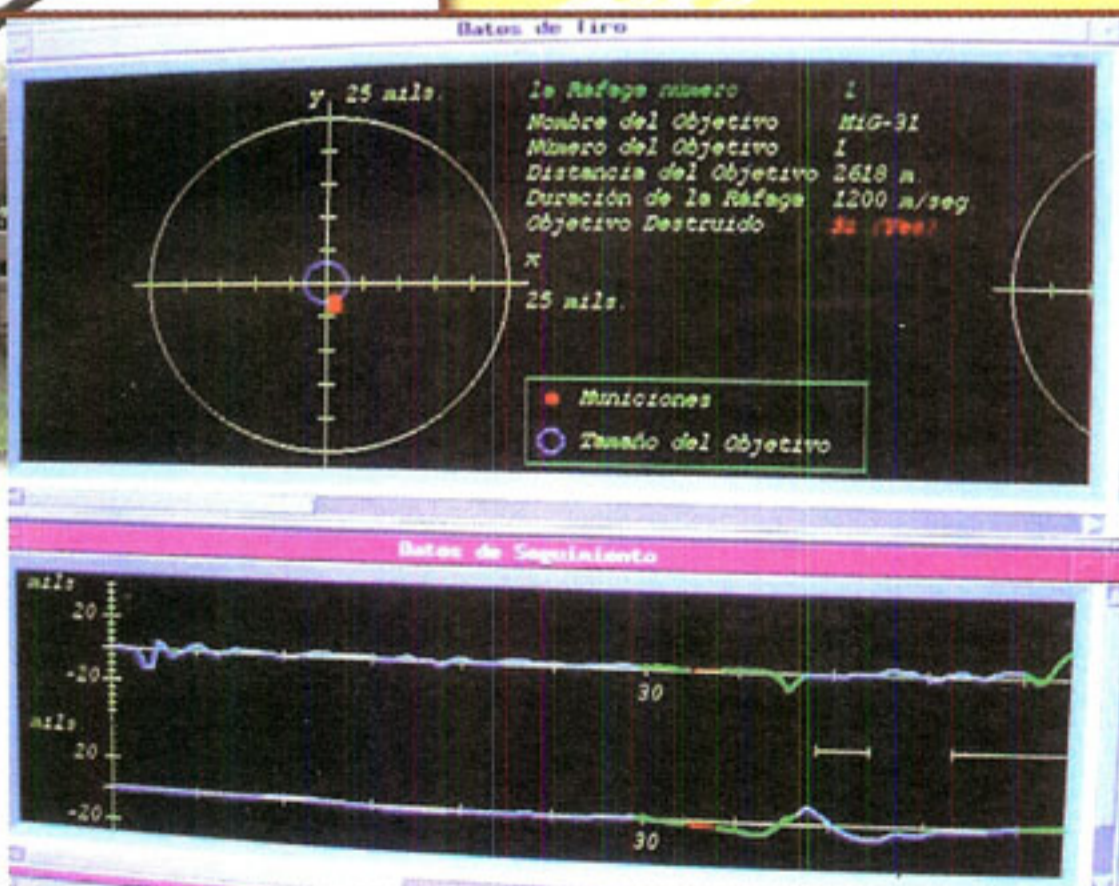 Datos de Tiro
y 25 mils.
la Ráfaga número 1
Nombre del Objetivo MiG-31
Número del Objetivo 1
Distancia del Objetivo 2618 m
Duración de la Ráfaga 1200 m/seg
Objetivo Destruido Si (Yes)
x
25 mils.
Municiones
Tamaño del Objetivo
Datos de Seguimiento
mils
20
-20
30
mils
20
-20
30